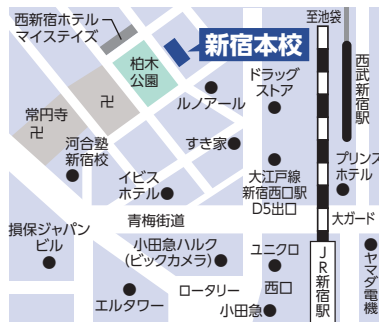 西新宿ホテル
マイステイズ
新宿本校
至池袋
柏木
公園
卍
ルノアール
ドラッグ
ストア
西武新宿駅
常円寺
卍
河合塾
新宿校
すき家
プリンス
ホテル
イビス
ホテル
大江戸線
新宿西口駅
D5出口
青梅街道
大ガード
損保ジャパン
ビル
小田急ハルク
(ビックカメラ)
ユニクロ
JR新宿駅
ヤマダ電機
エルタワー
ロータリー
西口
小田急